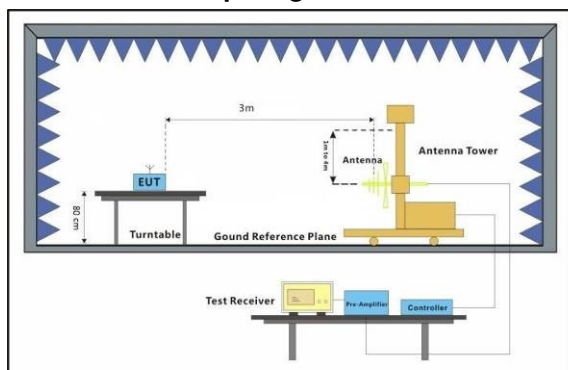 3m
1m to 4m
Antenna
Antenna Tower
EUT
80 cm
Turntable
Gound Reference Plane
Test Receiver
Pre-Amplifier
Controller